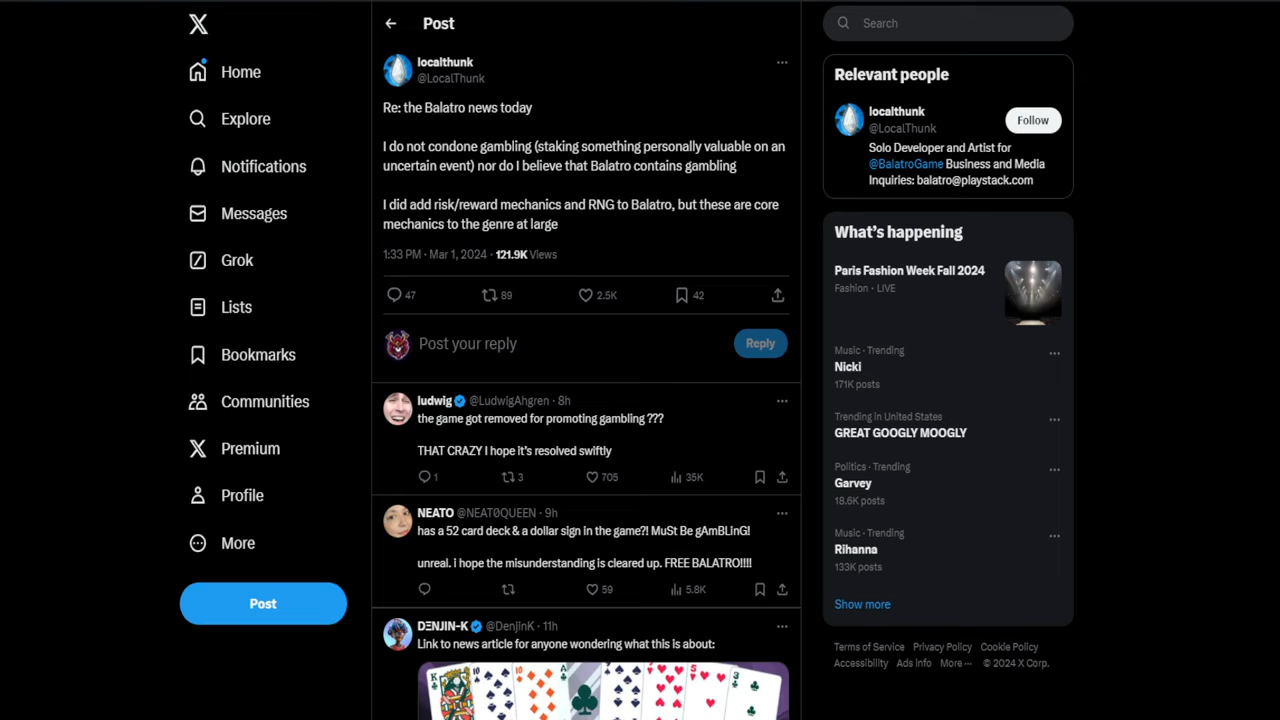 Post
Search
Home
Explore
Notifications
Messages
Grok
Lists
Bookmarks
Communities
Premium
Profile
More
Post
localthunk
@LocalThunk
Re: the Balatro news today
I do not condone gambling (staking something personally valuable on an
uncertain event) nor do I believe that Balatro contains gambling
I did add risk/reward mechanics and RNG to Balatro, but these are core
mechanics to the genre at large
1:33 PM · Mar 1, 2024 · 121.9K Views
47 89 2.5K 42
Post your reply
Reply
ludwig @LudwigAhgren · 8h
the game got removed for promoting gambling ???
THAT CRAZY I hope it's resolved swiftly
1 3 705 35K
NEATO @NEAT0QUEEN · 9h
has a 52 card deck & a dollar sign in the game?! MuSt Be gAmBLinG!
unreal. i hope the misunderstanding is cleared up. FREE BALATRO!!!!
59 5.8K
DΞNJIN-K @DenjinK · 11h
Link to news article for anyone wondering what this is about:
K 10 10 A A 7 5 3
Relevant people
localthunk
@LocalThunk
Follow
Solo Developer and Artist for
@BalatroGame Business and Media
Inquiries: balatro@playstack.com
What's happening
Paris Fashion Week Fall 2024
Fashion · LIVE
Music · Trending
Nicki
171K posts
Trending in United States
GREAT GOOGLY MOOGLY
Politics · Trending
Garvey
18.6K posts
Music · Trending
Rihanna
133K posts
Show more
Terms of Service Privacy Policy Cookie Policy
Accessibility Ads info More ··· © 2024 X Corp.